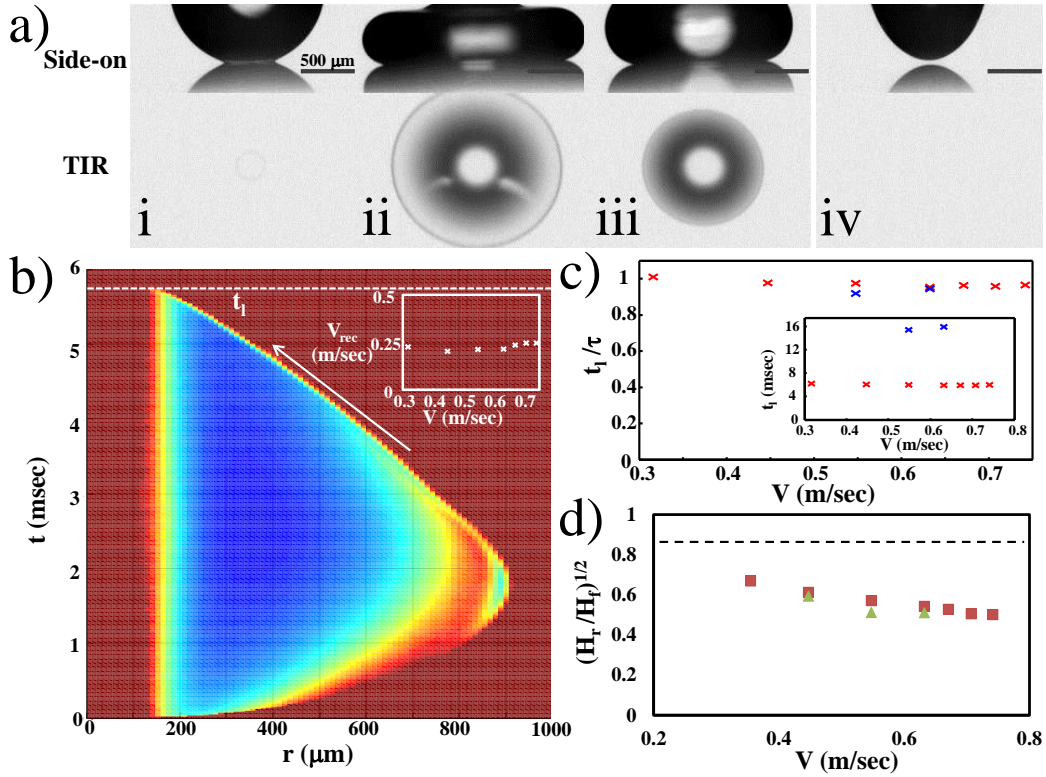 a)
Side-on
500 μm
TIR
i
ii
iii
iv
b)
6
5
4
3
2
1
0
t (msec)
0
200
400
600
800
1000
r (μm)
t_l
V_rec
(m/sec)
0.5
0.25
0
0.3 0.4 0.5 0.6 0.7
V (m/sec)
c)
1
0.8
0.6
0.4
0.2
0
t_l/τ
0.3
0.4
0.5
0.6
0.7
V (m/sec)
16
12
8
4
0
t_l (msec)
0.3 0.4 0.5 0.6 0.7 0.8
V (m/sec)
d)
1
0.8
0.6
0.4
0.2
0
(H_r/H_f)^1/2
0.2
0.4
0.6
0.8
V (m/sec)